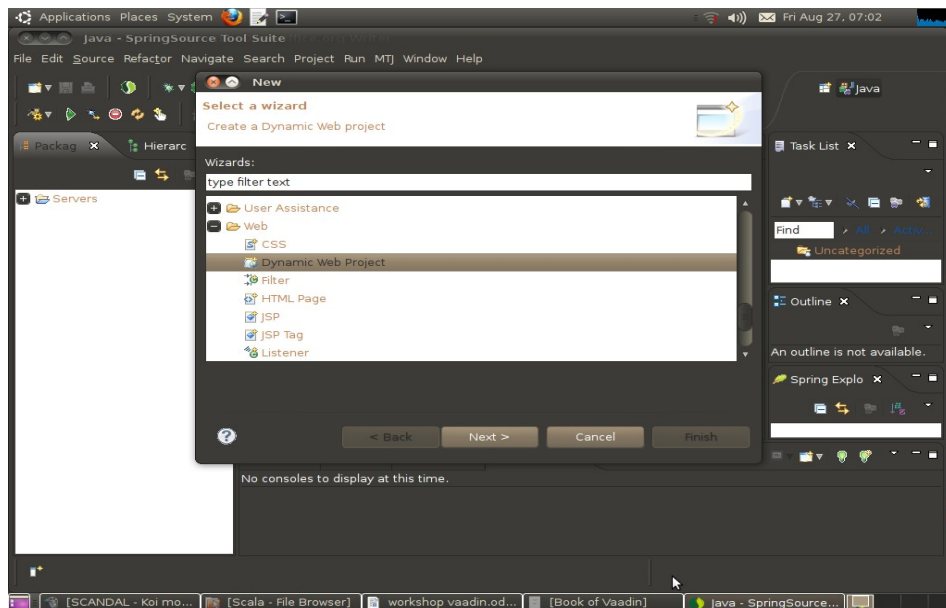 Applications Places System
Fri Aug 27, 07:02
Java - SpringSource Tool Suite
File Edit Source Refactor Navigate Search Project Run MTJ Window Help
Java
Packag
Hierarc
Servers
New
Select a wizard
Create a Dynamic Web project
Wizards:
type filter text
User Assistance
Web
CSS
Dynamic Web Project
Filter
HTML Page
JSP
JSP Tag
Listener
< Back
Next >
Cancel
Finish
No consoles to display at this time.
Task List
Find
All
Activ...
Uncategorized
Outline
An outline is not available.
Spring Explo
[SCANDAL - Koi mo...
[Scala - File Browser]
workshop vaadin.od...
[Book of Vaadin]
Java - SpringSource...